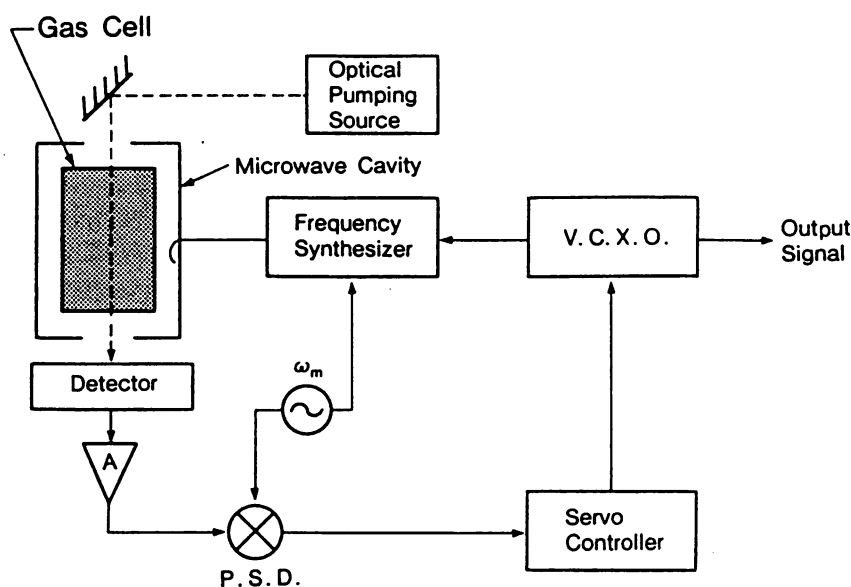 Gas Cell
Optical
Pumping
Source
Microwave Cavity
Frequency
Synthesizer
V.C.X.O.
Output
Signal
Detector
ωm
A
Servo
Controller
P.S.D.